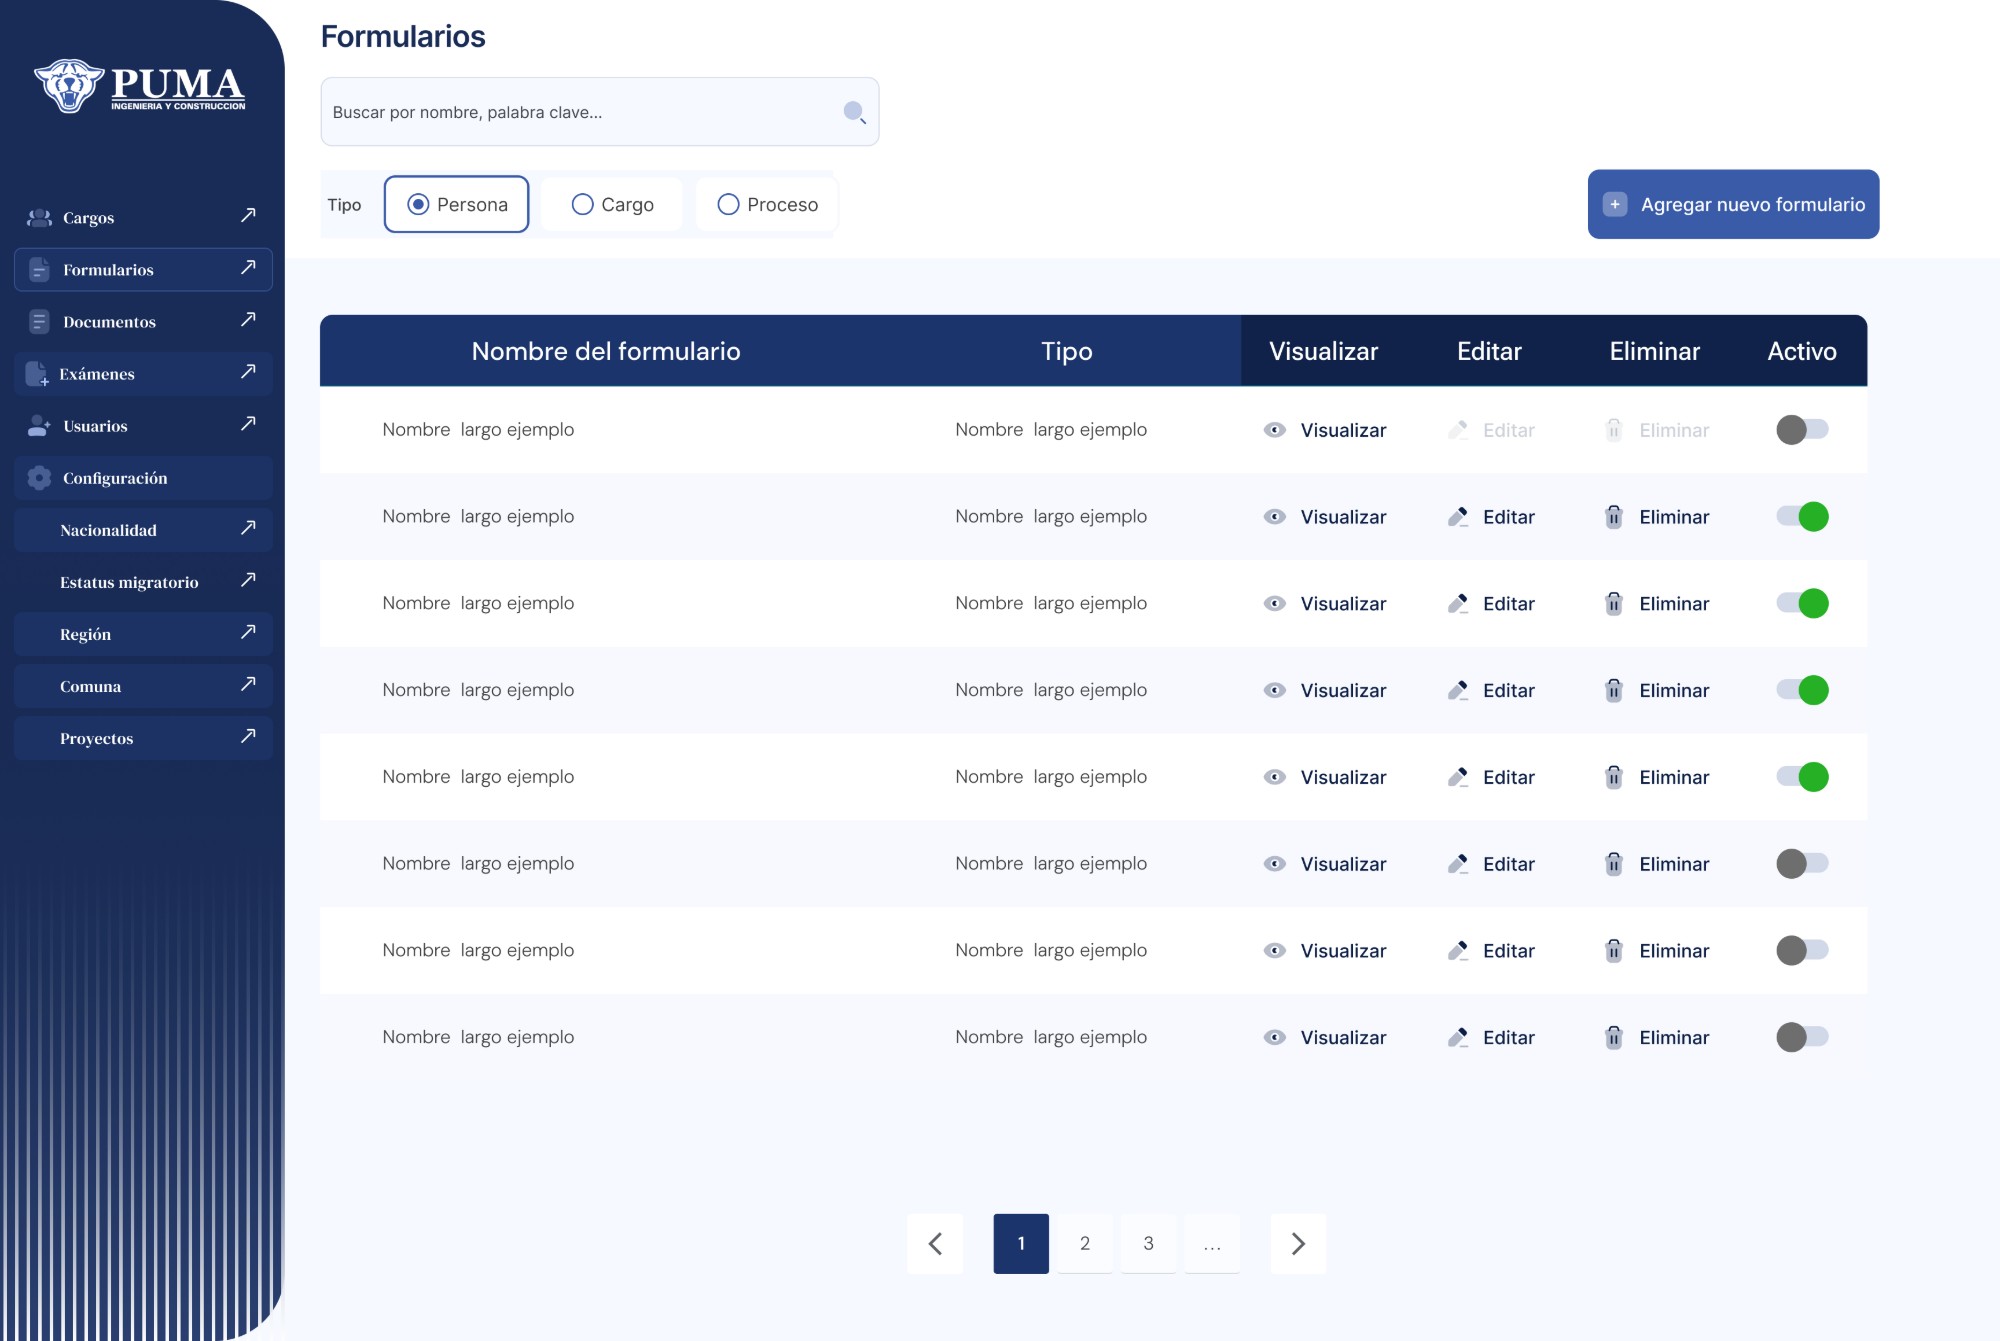 PUMA
INGENIERIA Y CONSTRUCCION
Cargos
Formularios
Documentos
Exámenes
Usuarios
Configuración
Nacionalidad
Estatus migratorio
Región
Comuna
Proyectos
Formularios
Buscar por nombre, palabra clave...
Tipo Persona Cargo Proceso
+ Agregar nuevo formulario
Nombre del formulario Tipo Visualizar Editar Eliminar Activo
Nombre largo ejemplo Nombre largo ejemplo Visualizar Editar Eliminar
Nombre largo ejemplo Nombre largo ejemplo Visualizar Editar Eliminar
Nombre largo ejemplo Nombre largo ejemplo Visualizar Editar Eliminar
Nombre largo ejemplo Nombre largo ejemplo Visualizar Editar Eliminar
Nombre largo ejemplo Nombre largo ejemplo Visualizar Editar Eliminar
Nombre largo ejemplo Nombre largo ejemplo Visualizar Editar Eliminar
Nombre largo ejemplo Nombre largo ejemplo Visualizar Editar Eliminar
Nombre largo ejemplo Nombre largo ejemplo Visualizar Editar Eliminar
1 2 3 ...